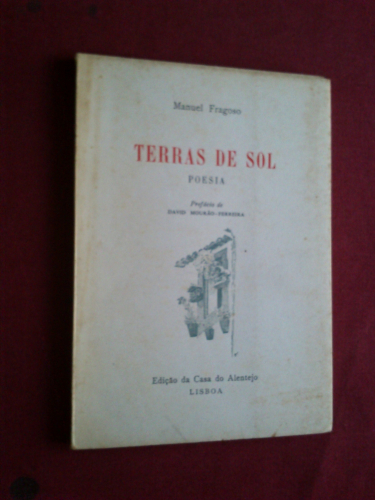 Manuel Fragoso
TERRAS DE SOL
POESIA
Prefácio de
DAVID MOURÃO-FERREIRA
Edição da Casa do Alentejo
LISBOA